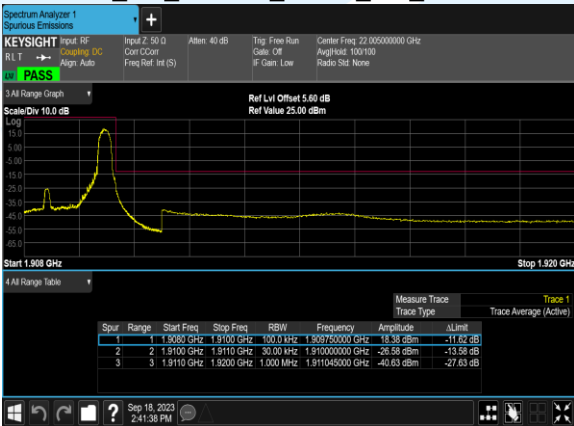 Spectrum Analyzer 1
Spurious Emissions
KEYSIGHT Input: RF Input Z: 50 Ω Atten: 40 dB Trig: Free Run Center Freq: 22.005000000 GHz
RLT Coupling: DC Corr CCorr Gate: Off Avg|Hold: 100/100
Align: Auto Freq Ref: Int (S) IF Gain: Low Radio Std: None
PASS
3 All Range Graph
Ref Lvl Offset 5.60 dB
Scale/Div 10.0 dB Ref Value 25.00 dBm
Log
15.0
5.00
-5.00
-15.0
-25.0
-35.0
-45.0
-55.0
-65.0
Start 1.908 GHz Stop 1.920 GHz
4 All Range Table
Measure Trace Trace 1
Trace Type Trace Average (Active)
Spur Range Start Freq Stop Freq RBW Frequency Amplitude ΔLimit
1 1 1.9080 GHz 1.9100 GHz 100.0 kHz 1.909750000 GHz 18.38 dBm -11.62 dB
2 2 1.9100 GHz 1.9110 GHz 30.00 kHz 1.910000000 GHz -26.58 dBm -13.58 dB
3 3 1.9110 GHz 1.9200 GHz 1.000 MHz 1.911045000 GHz -40.63 dBm -27.63 dB
Sep 18, 2023
2:41:38 PM